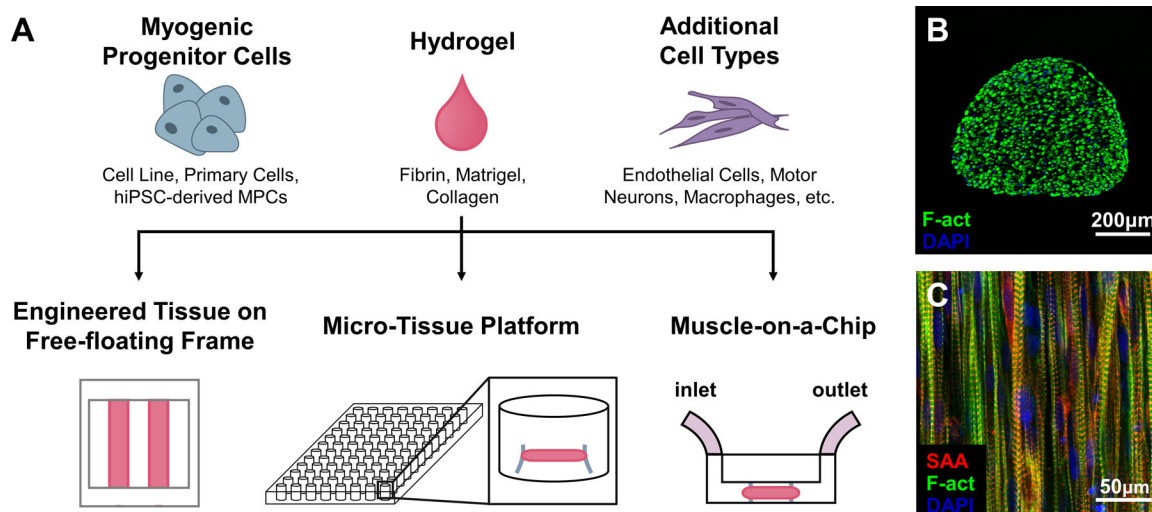 A
Myogenic
Progenitor Cells
Cell Line, Primary Cells,
hiPSC-derived MPCs
Hydrogel
Fibrin, Matrigel,
Collagen
Additional
Cell Types
Endothelial Cells, Motor
Neurons, Macrophages, etc.
Engineered Tissue on
Free-floating Frame
Micro-Tissue Platform
Muscle-on-a-Chip
inlet
outlet
B
F-act
DAPI
200μm
C
SAA
F-act
DAPI
50μm